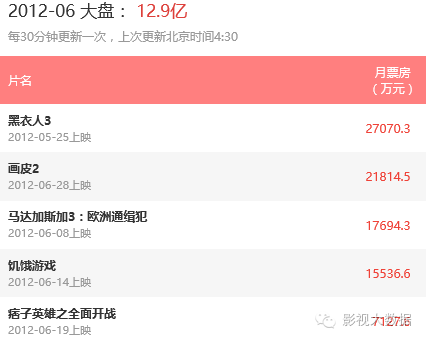 2012-06 大盘： 12.9亿
每30分钟更新一次，上次更新北京时间4:30
片名
月票房
（万元）
黑衣人3
2012-05-25上映
27070.3
画皮2
2012-06-28上映
21814.5
马达加斯加3：欧洲通缉犯
2012-06-08上映
17694.3
饥饿游戏
2012-06-14上映
15536.6
痞子英雄之全面开战
2012-06-19上映
影视大数据